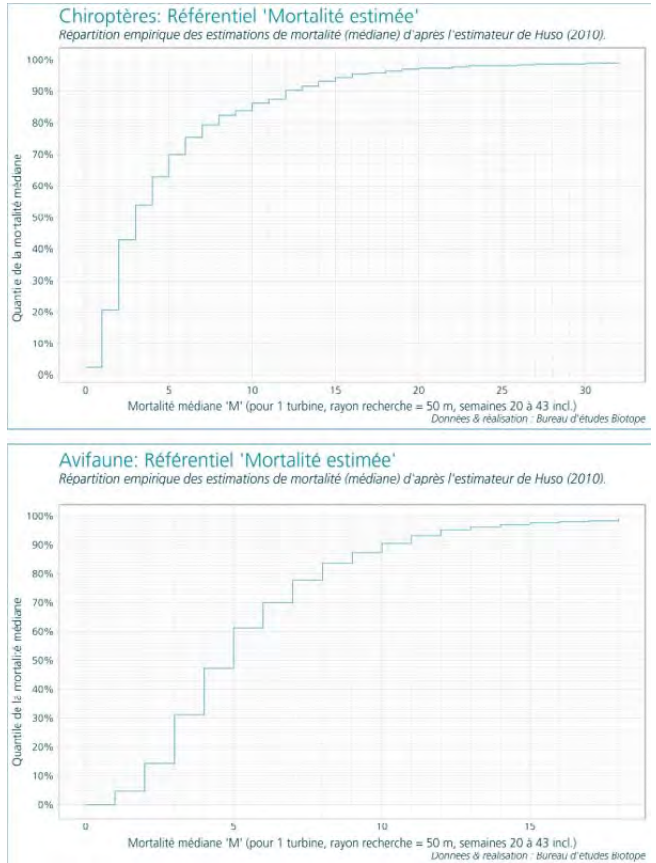 Chiroptères: Référentiel 'Mortalité estimée'
Répartition empirique des estimations de mortalité (médiane) d'après l'estimateur de Huso (2010).
Quantile de la mortalité médiane
100%
90%
80%
70%
60%
50%
40%
30%
20%
10%
0%
0 5 10 15 20 25 30
Mortalité médiane 'M' (pour 1 turbine, rayon recherche = 50 m, semaines 20 à 43 incl.)
Données & réalisation : Bureau d'études Biotope
Avifaune: Référentiel 'Mortalité estimée'
Répartition empirique des estimations de mortalité (médiane) d'après l'estimateur de Huso (2010).
Quantile de la mortalité médiane
100%
90%
80%
70%
60%
50%
40%
30%
20%
10%
0%
0 5 10 15
Mortalité médiane 'M' (pour 1 turbine, rayon recherche = 50 m, semaines 20 à 43 incl.)
Données & réalisation : Bureau d'études Biotope